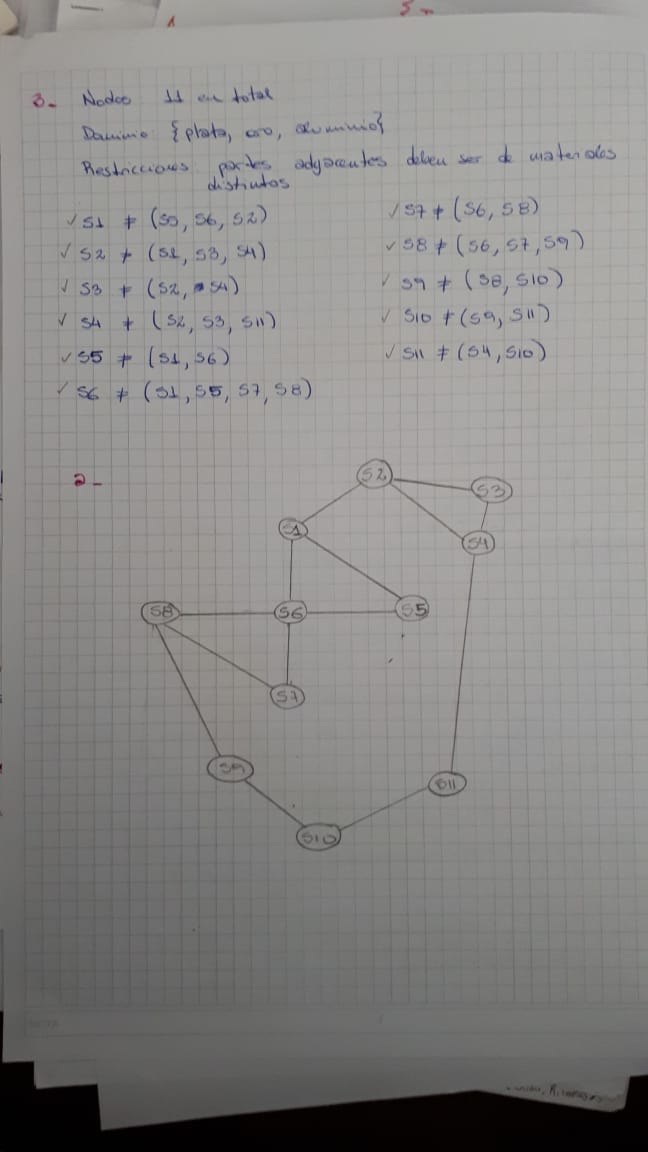 3.- Nodos 11 en total
Dominio {plata, oro, aluminio}
Restricciones partes adyacentes deben ser de materiales
distintos
✓ S1 ≠ (S5, S6, S2)
✓ S2 ≠ (S1, S3, S4)
✓ S3 ≠ (S2, S4)
✓ S4 ≠ (S2, S3, S11)
✓ S5 ≠ (S1, S6)
✓ S6 ≠ (S1, S5, S7, S8)
✓ S7 ≠ (S6, S8)
✓ S8 ≠ (S6, S7, S9)
✓ S9 ≠ (S8, S10)
✓ S10 ≠ (S9, S11)
✓ S11 ≠ (S4, S10)
2-
S2
S3
S1
S4
S8
S6
S5
S7
S9
S11
S10